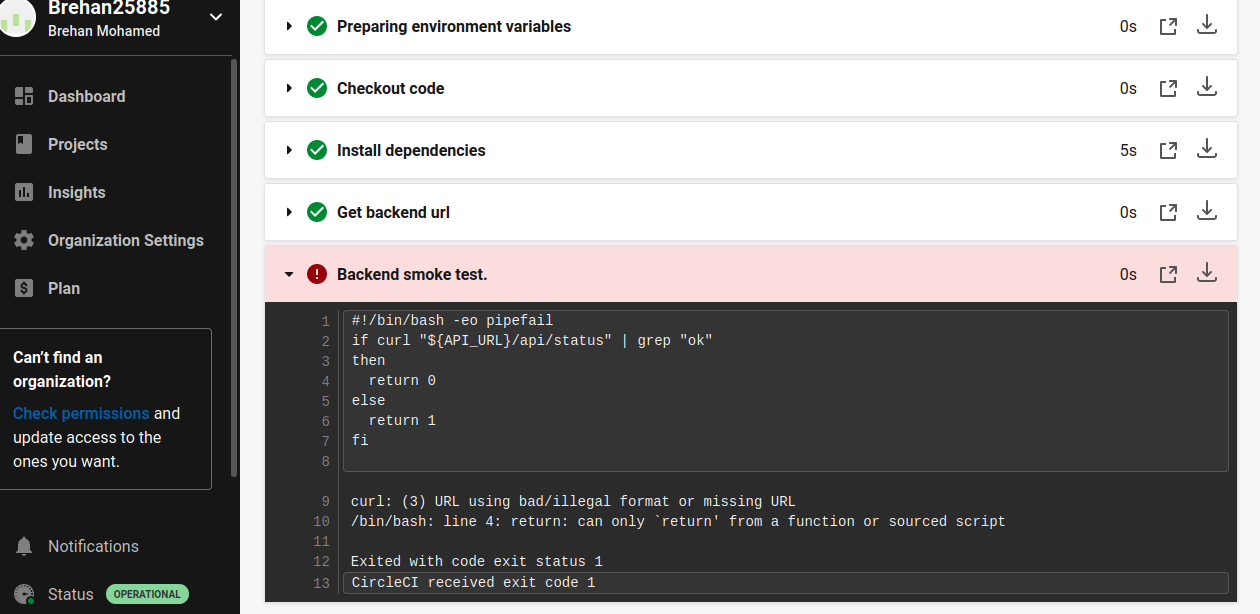 Brehan25885
Brehan Mohamed
Dashboard
Projects
Insights
Organization Settings
Plan
Can't find an
organization?
Check permissions and
update access to the
ones you want.
Notifications
Status OPERATIONAL
Preparing environment variables 0s
Checkout code 0s
Install dependencies 5s
Get backend url 0s
Backend smoke test. 0s
1 #!/bin/bash -eo pipefail
2 if curl "${API_URL}/api/status" | grep "ok"
3 then
4   return 0
5 else
6   return 1
7 fi
8
9 curl: (3) URL using bad/illegal format or missing URL
10 /bin/bash: line 4: return: can only `return' from a function or sourced script
11
12 Exited with code exit status 1
13 CircleCI received exit code 1